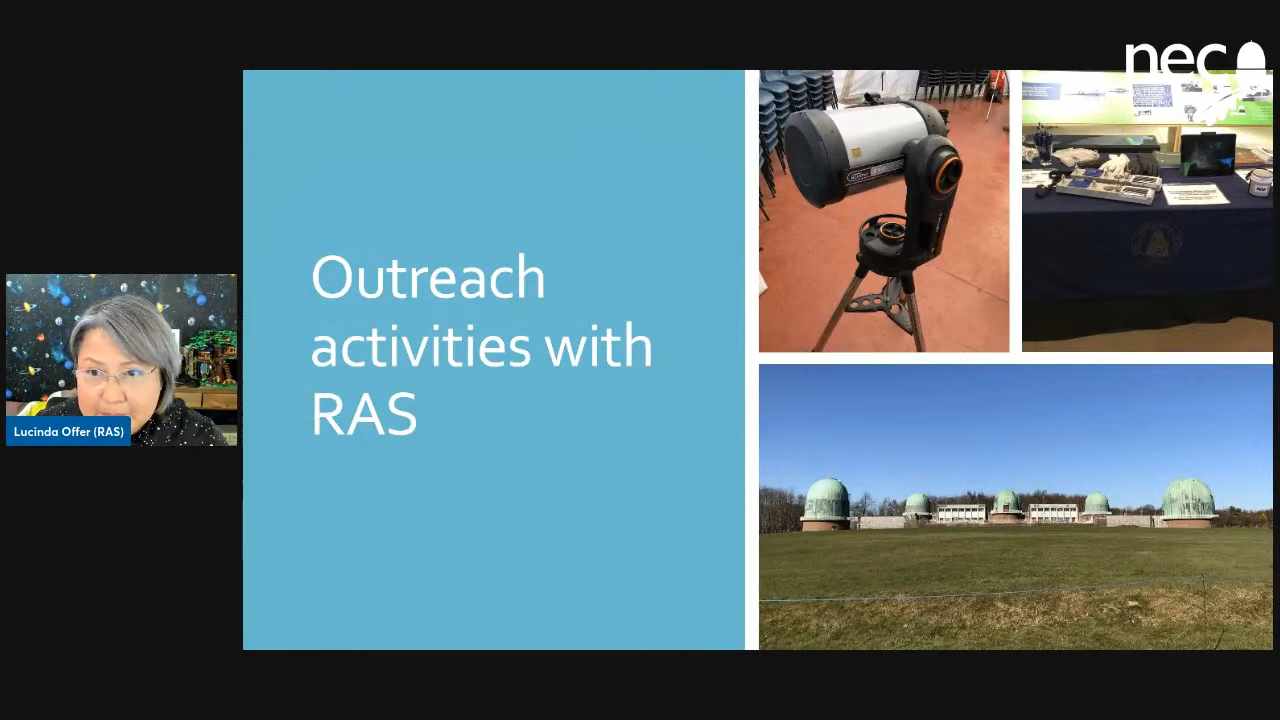 nec
Outreach
activities with
RAS
Lucinda Offer (RAS)